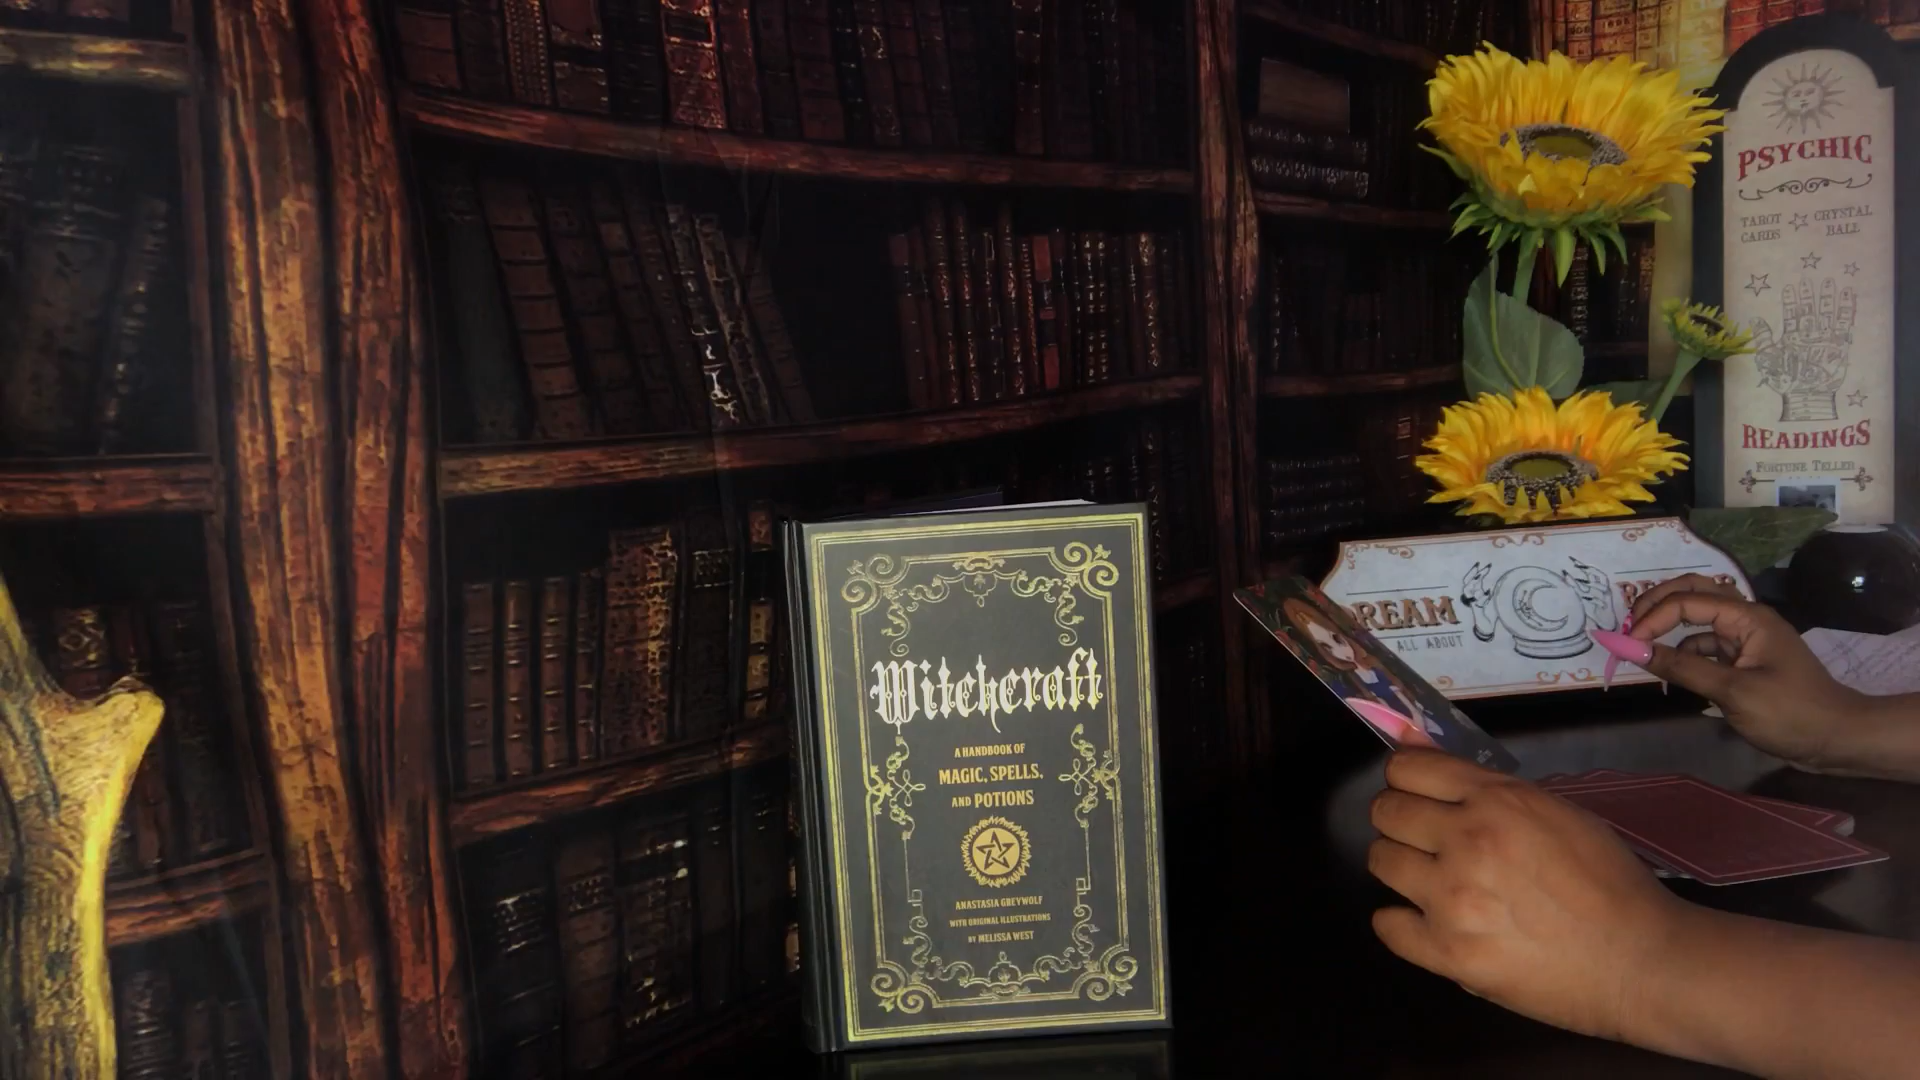 Witchcraft
A HANDBOOK OF
MAGIC, SPELLS,
AND POTIONS
ANASTASIA GREYWOLF
WITH ORIGINAL ILLUSTRATIONS
BY MELISSA WEST
PSYCHIC
TAROT CARDS
CRYSTAL BALL
READINGS
FORTUNE TELLER
DREAM
ALL ABOUT